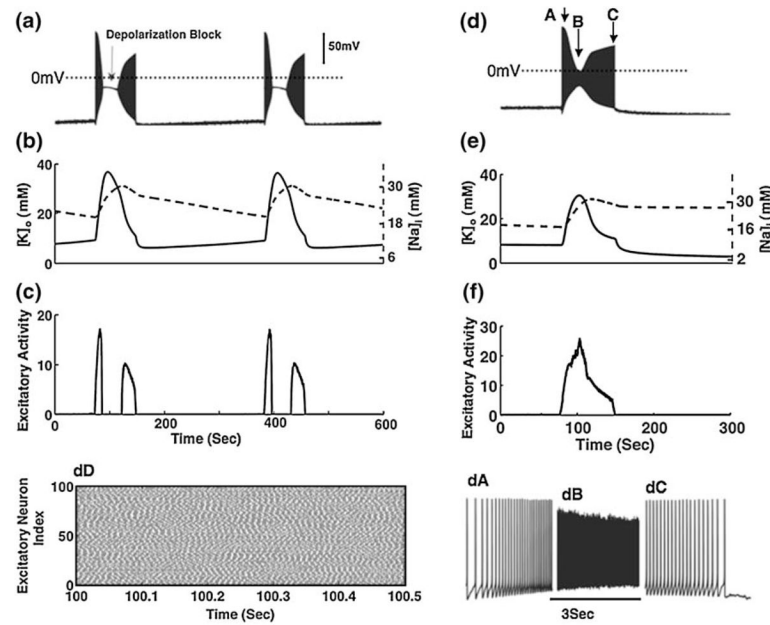 (a)
Depolarization Block
50mV
0mV
(b)
40
20
0
[K]o (mM)
30
18
6
[Na]i (mM)
(c)
20
10
0
Excitatory Activity
0
200
400
600
Time (Sec)
dD
100
50
0
Excitatory Neuron
Index
100
100.1
100.2
100.3
100.4
100.5
Time (Sec)
(d)
A
B
C
0mV
(e)
40
20
0
[K]o (mM)
30
16
2
[Na]i (mM)
(f)
30
20
10
0
Excitatory Activity
0
100
200
300
Time (Sec)
dA
dB
dC
3Sec